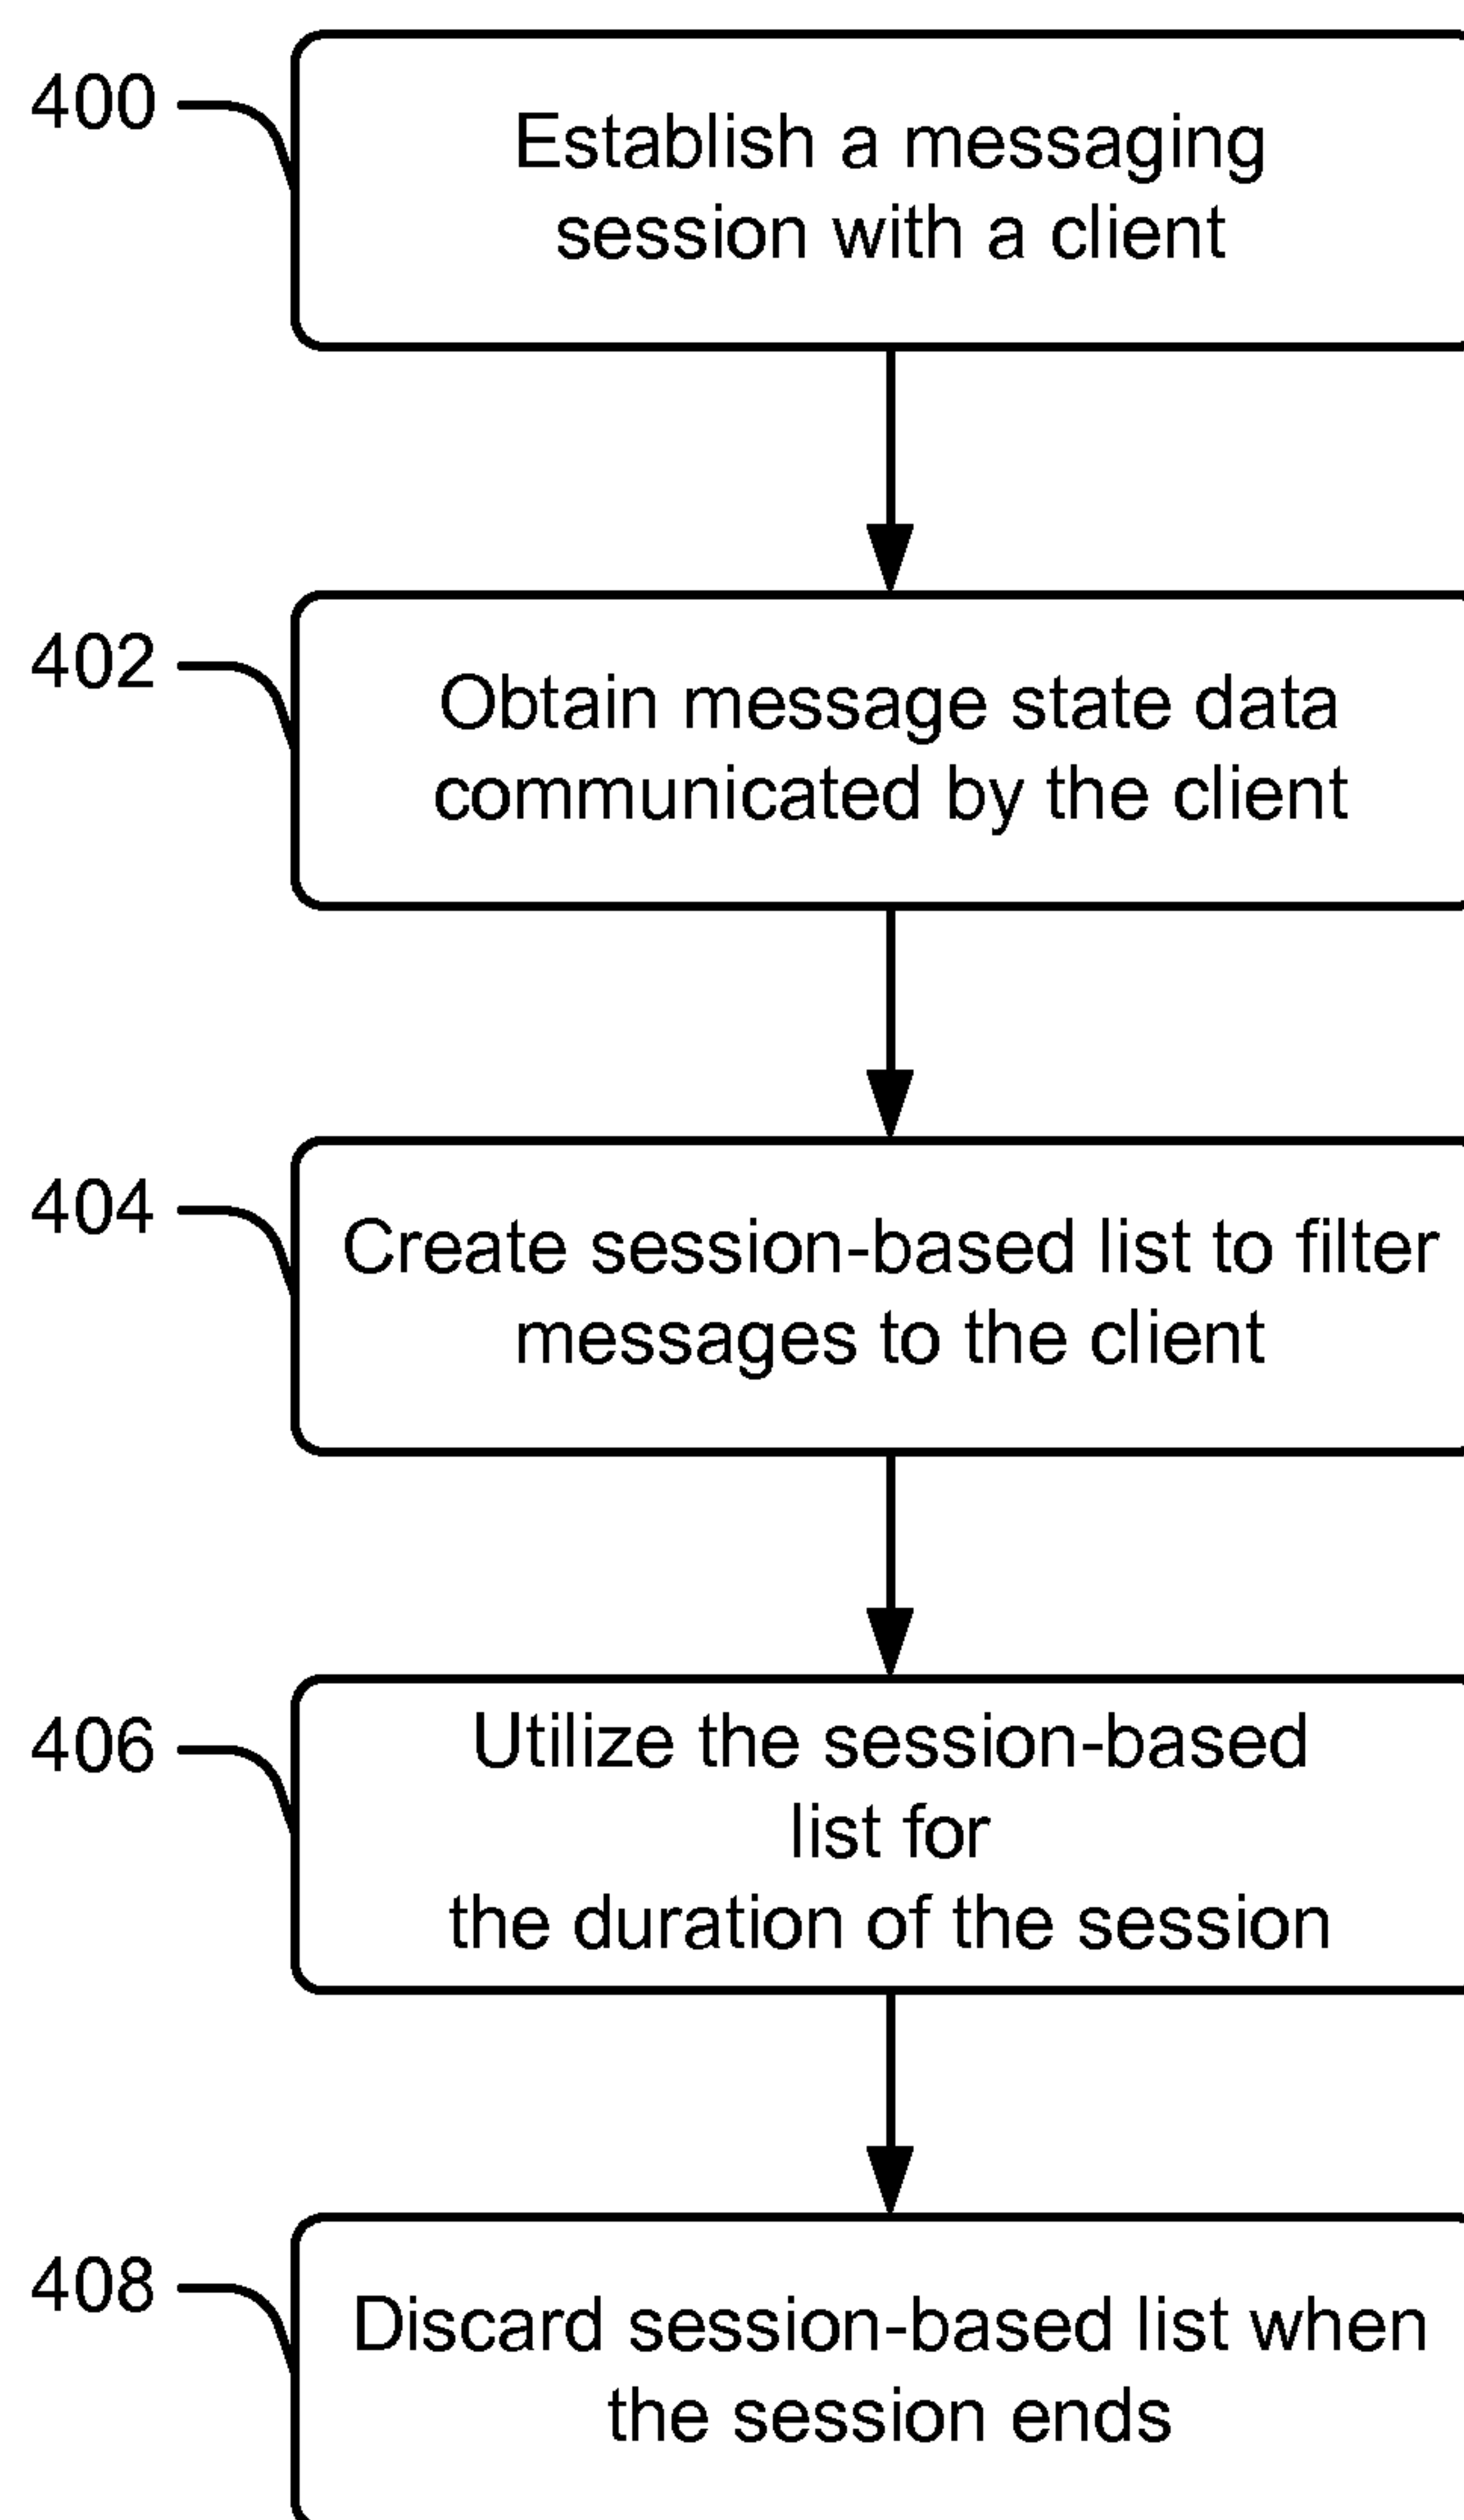 400
Establish a messaging
session with a client
402
Obtain message state data
communicated by the client
404
Create session-based list to filter
messages to the client
406
Utilize the session-based
list for
the duration of the session
408
Discard session-based list when
the session ends